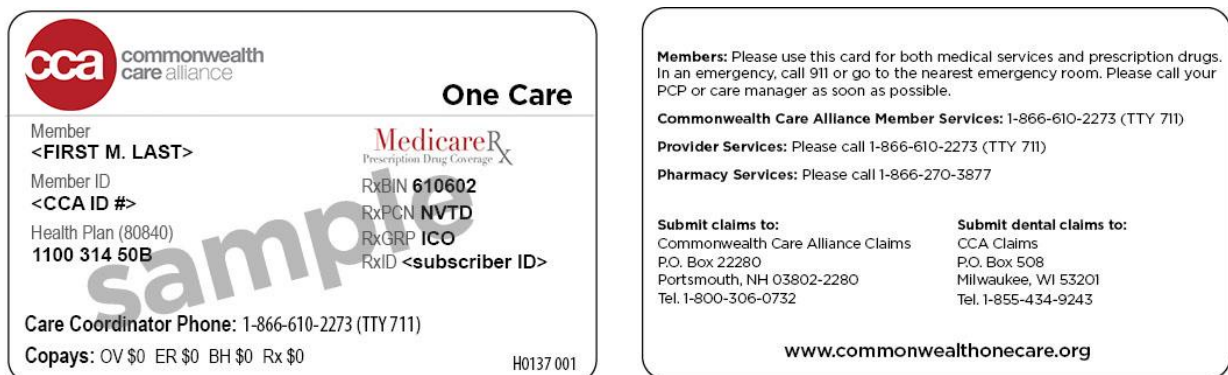 cca commonwealth
care alliance
One Care
Member
<FIRST M. LAST>
Member ID
<CCA ID #>
Health Plan (80840)
1100 314 50B
MedicareRx
Prescription Drug Coverage
RxBIN 610602
RxPCN NVTD
RxGRP ICO
RxID <subscriber ID>
sample
Care Coordinator Phone: 1-866-610-2273 (TTY 711)
Copays: OV $0 ER $0 BH $0 Rx $0
H0137 001
Members: Please use this card for both medical services and prescription drugs.
In an emergency, call 911 or go to the nearest emergency room. Please call your
PCP or care manager as soon as possible.
Commonwealth Care Alliance Member Services: 1-866-610-2273 (TTY 711)
Provider Services: Please call 1-866-610-2273 (TTY 711)
Pharmacy Services: Please call 1-866-270-3877
Submit claims to:
Commonwealth Care Alliance Claims
P.O. Box 22280
Portsmouth, NH 03802-2280
Tel. 1-800-306-0732
Submit dental claims to:
CCA Claims
P.O. Box 508
Milwaukee, WI 53201
Tel. 1-855-434-9243
www.commonwealthonecare.org